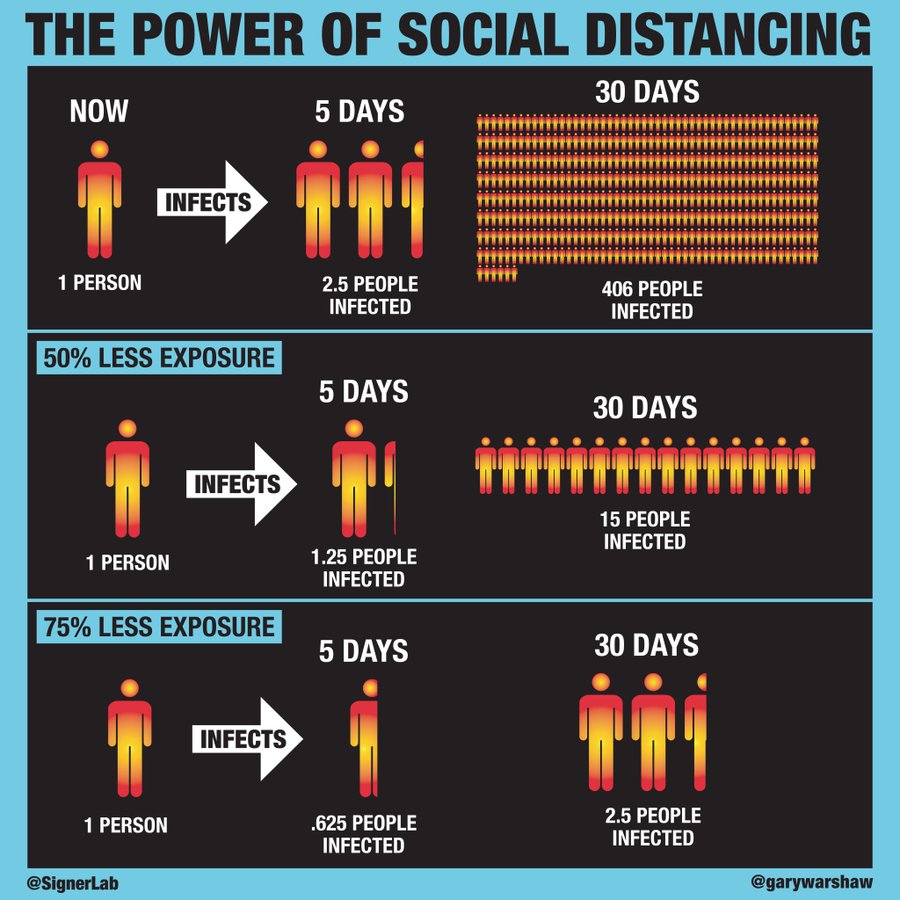 THE POWER OF SOCIAL DISTANCING
NOW
5 DAYS
30 DAYS
INFECTS
1 PERSON
2.5 PEOPLE
INFECTED
406 PEOPLE
INFECTED
50% LESS EXPOSURE
5 DAYS
30 DAYS
INFECTS
1 PERSON
1.25 PEOPLE
INFECTED
15 PEOPLE
INFECTED
75% LESS EXPOSURE
5 DAYS
30 DAYS
INFECTS
1 PERSON
.625 PEOPLE
INFECTED
2.5 PEOPLE
INFECTED
@SignerLab
@garywarshaw